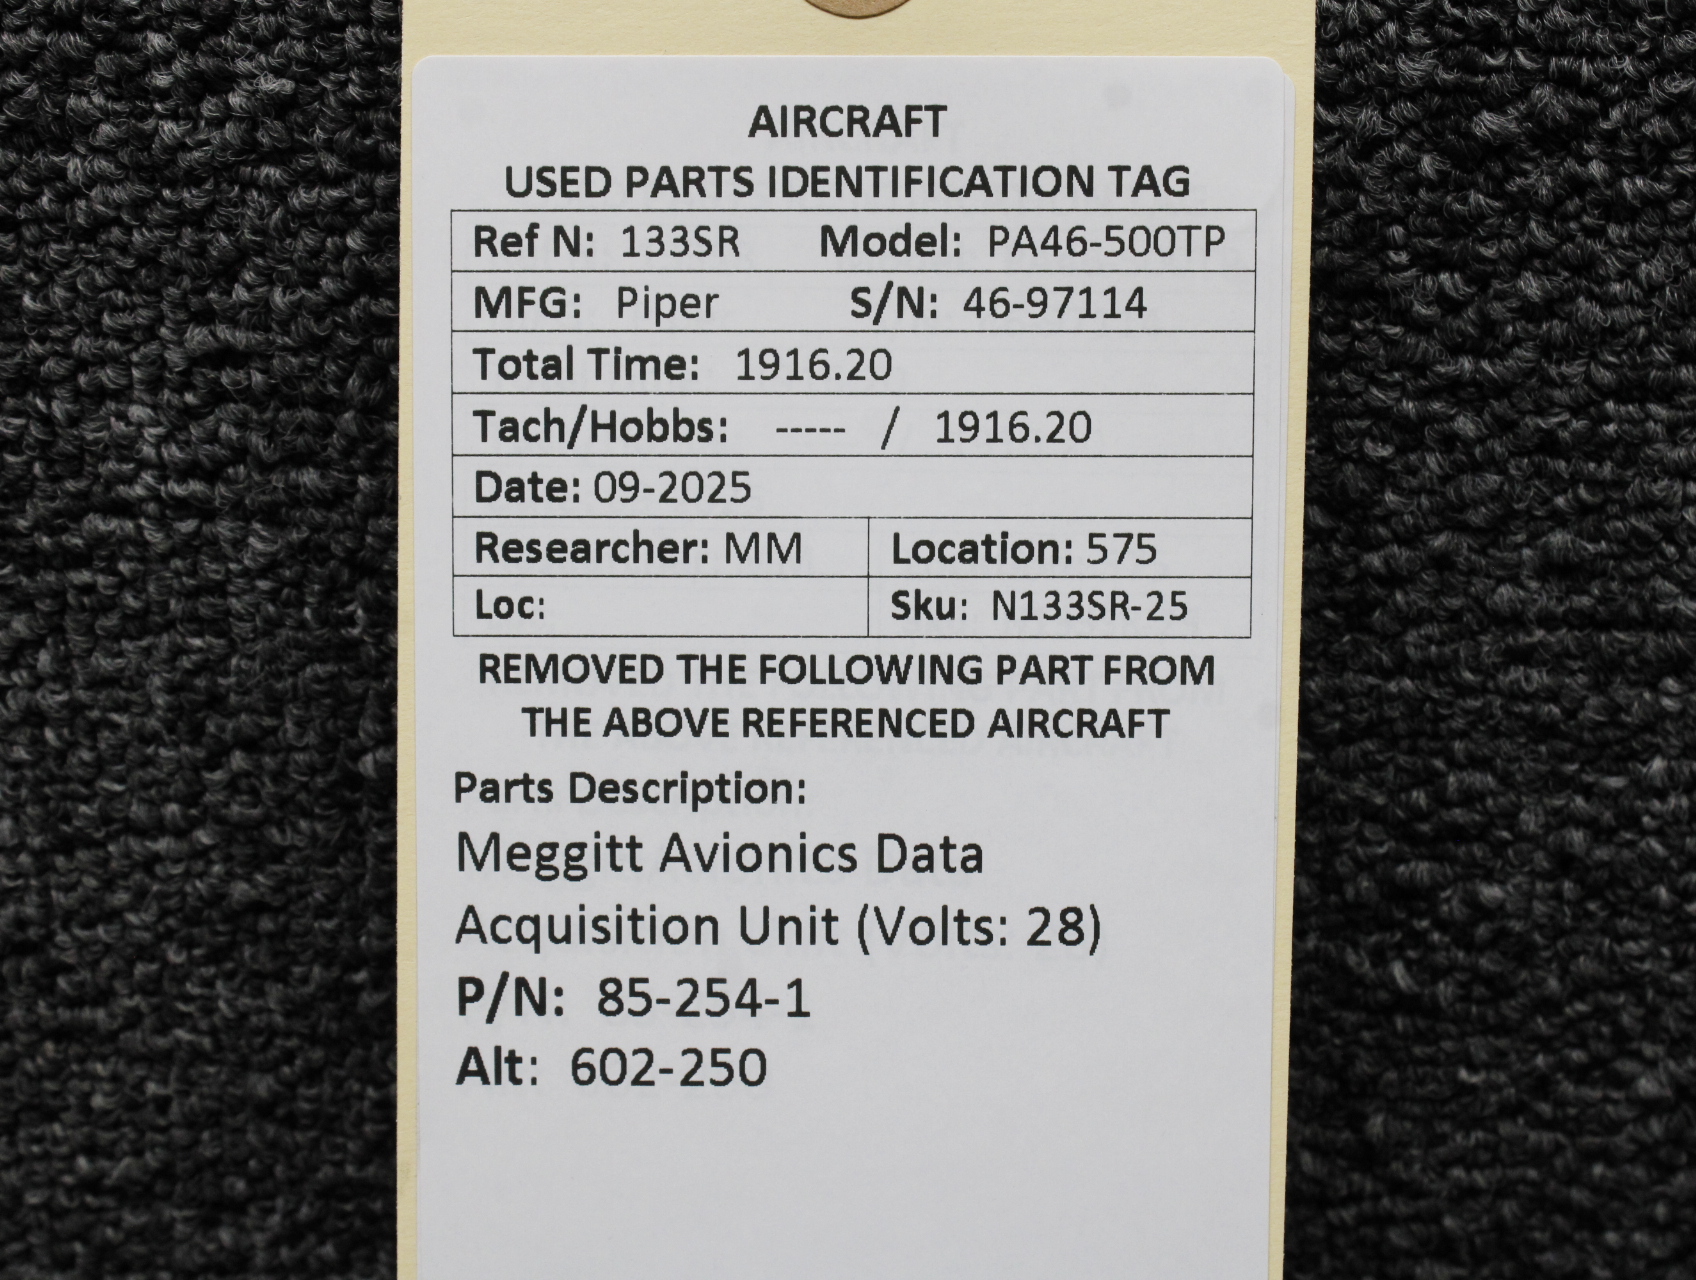 AIRCRAFT
USED PARTS IDENTIFICATION TAG
Ref N: 133SR Model: PA46-500TP
MFG: Piper S/N: 46-97114
Total Time: 1916.20
Tach/Hobbs: ----- / 1916.20
Date: 09-2025
Researcher: MM Location: 575
Loc: Sku: N133SR-25
REMOVED THE FOLLOWING PART FROM
THE ABOVE REFERENCED AIRCRAFT
Parts Description:
Meggitt Avionics Data
Acquisition Unit (Volts: 28)
P/N: 85-254-1
Alt: 602-250